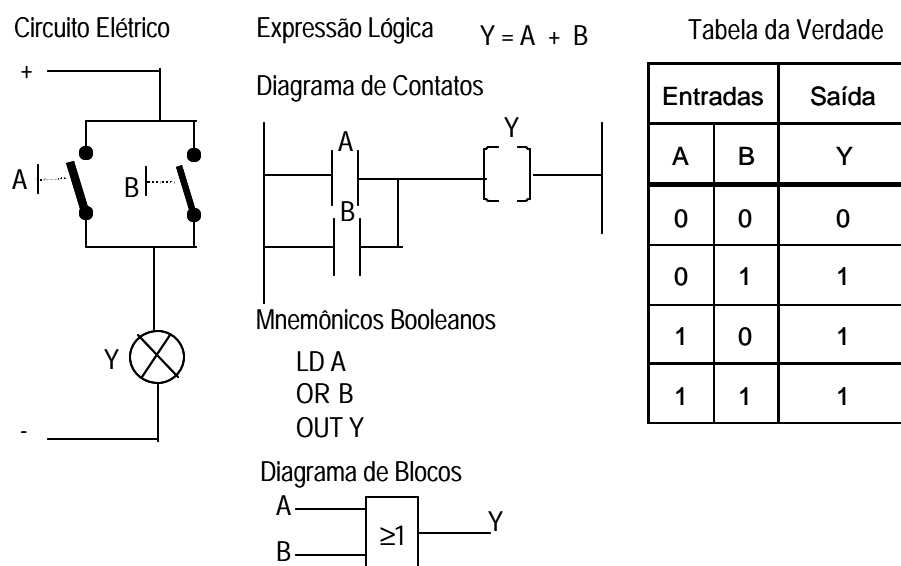 Circuito Elétrico
+
A
B
Y
-
Expressão Lógica Y = A + B
Diagrama de Contatos
A
Y
B
Mnemônicos Booleanos
LD A
OR B
OUT Y
Diagrama de Blocos
A
≥1
Y
B
Tabela da Verdade
Entradas Saída
A B Y
0 0 0
0 1 1
1 0 1
1 1 1